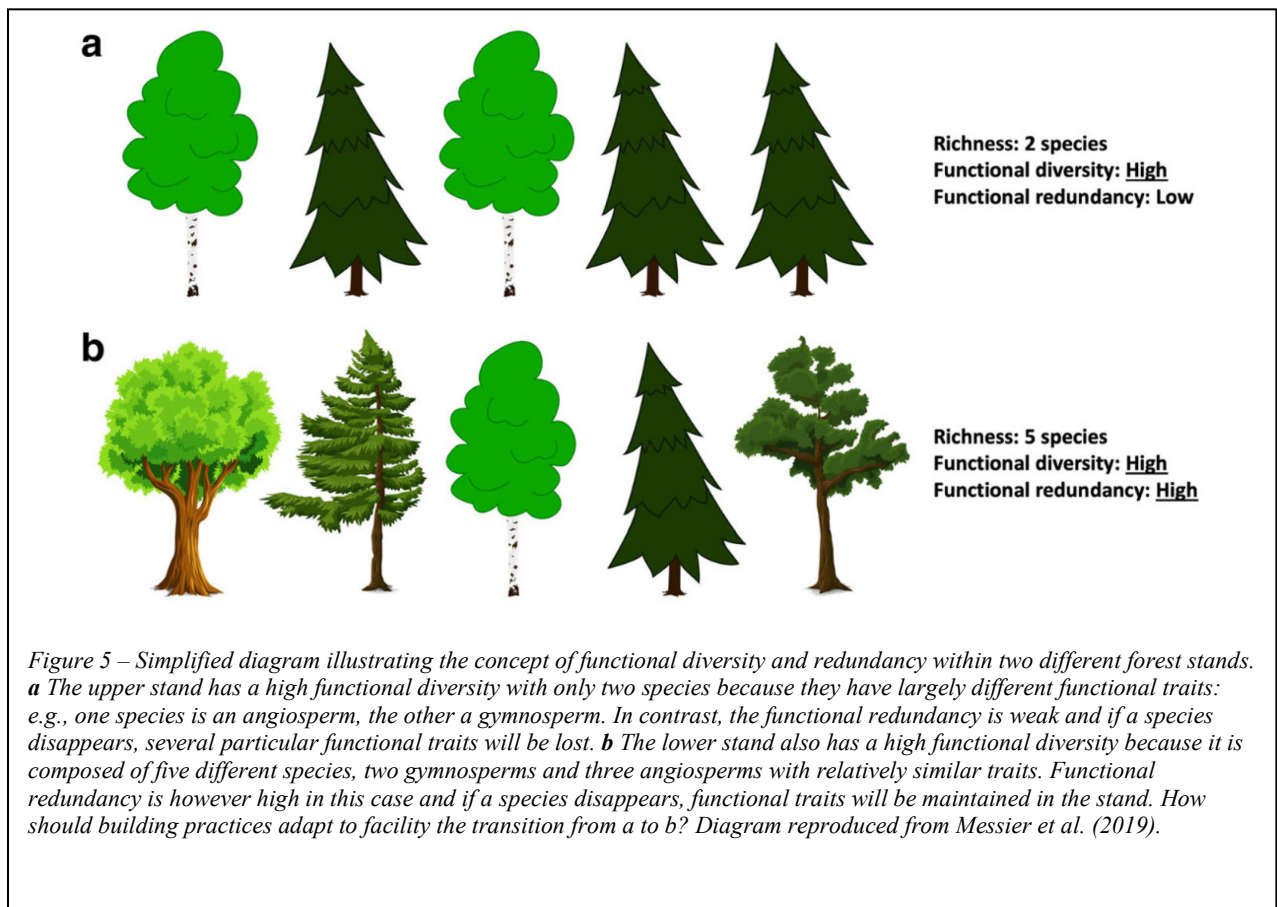 a
Richness: 2 species
Functional diversity: High
Functional redundancy: Low
b
Richness: 5 species
Functional diversity: High
Functional redundancy: High
Figure 5 – Simplified diagram illustrating the concept of functional diversity and redundancy within two different forest stands.
a The upper stand has a high functional diversity with only two species because they have largely different functional traits:
e.g., one species is an angiosperm, the other a gymnosperm. In contrast, the functional redundancy is weak and if a species
disappears, several particular functional traits will be lost. b The lower stand also has a high functional diversity because it is
composed of five different species, two gymnosperms and three angiosperms with relatively similar traits. Functional
redundancy is however high in this case and if a species disappears, functional traits will be maintained in the stand. How
should building practices adapt to facility the transition from a to b? Diagram reproduced from Messier et al. (2019).